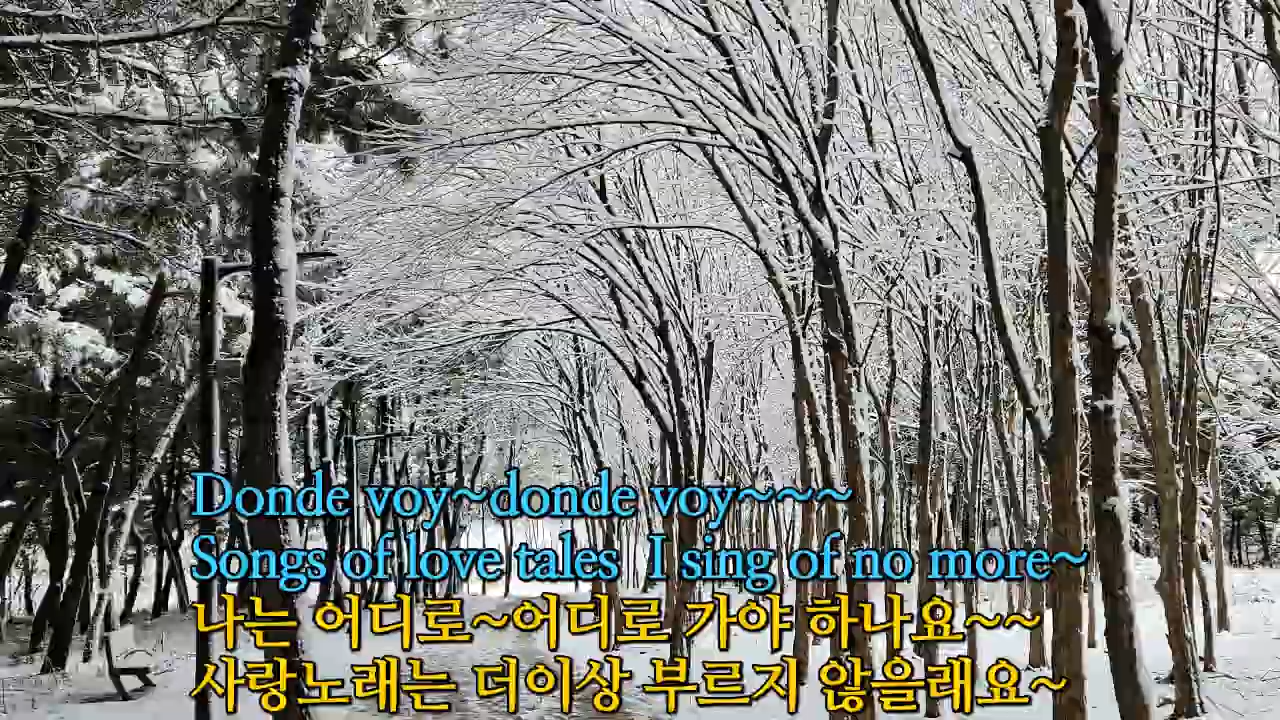 Donde voy~donde voy~~~
Songs of love tales I sing of no more~
나는 어디로~어디로 가야 하나요~~
사랑노래는 더이상 부르지 않을래요~